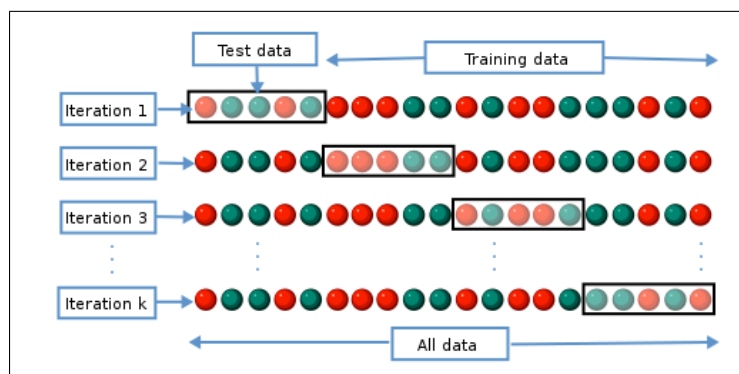 Test data
Training data
Iteration 1
Iteration 2
Iteration 3
Iteration k
All data